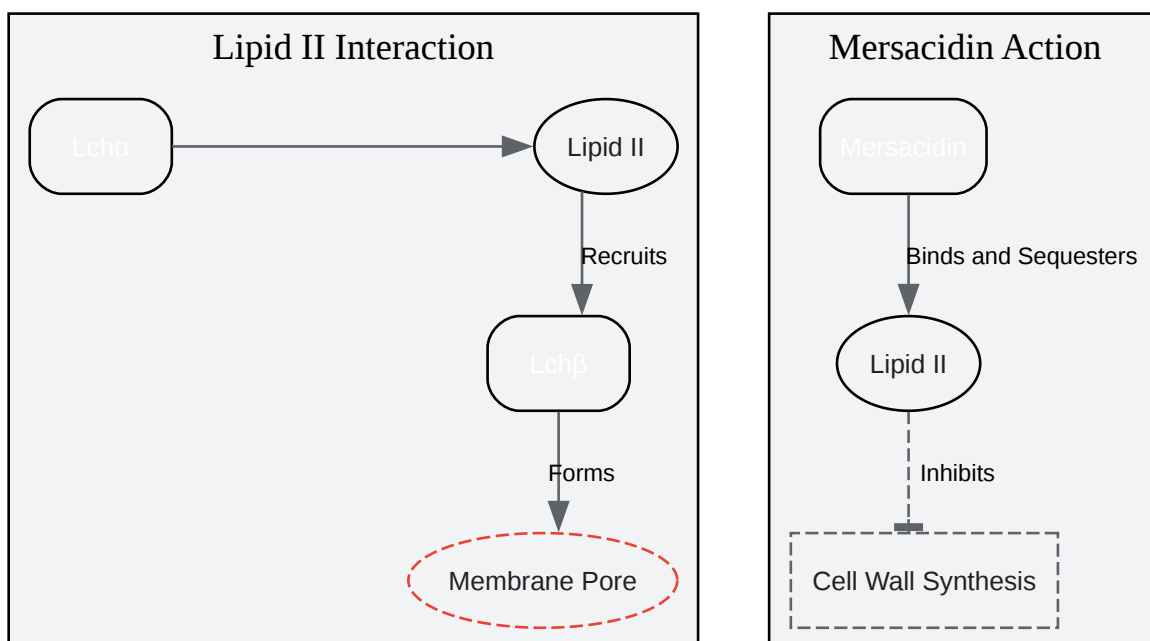 Lipid II Interaction
Lchα
Lipid II
Recruits
Lchβ
Forms
Membrane Pore
Mersacidin Action
Mersacidin
Binds and Sequesters
Lipid II
Inhibits
Cell Wall Synthesis